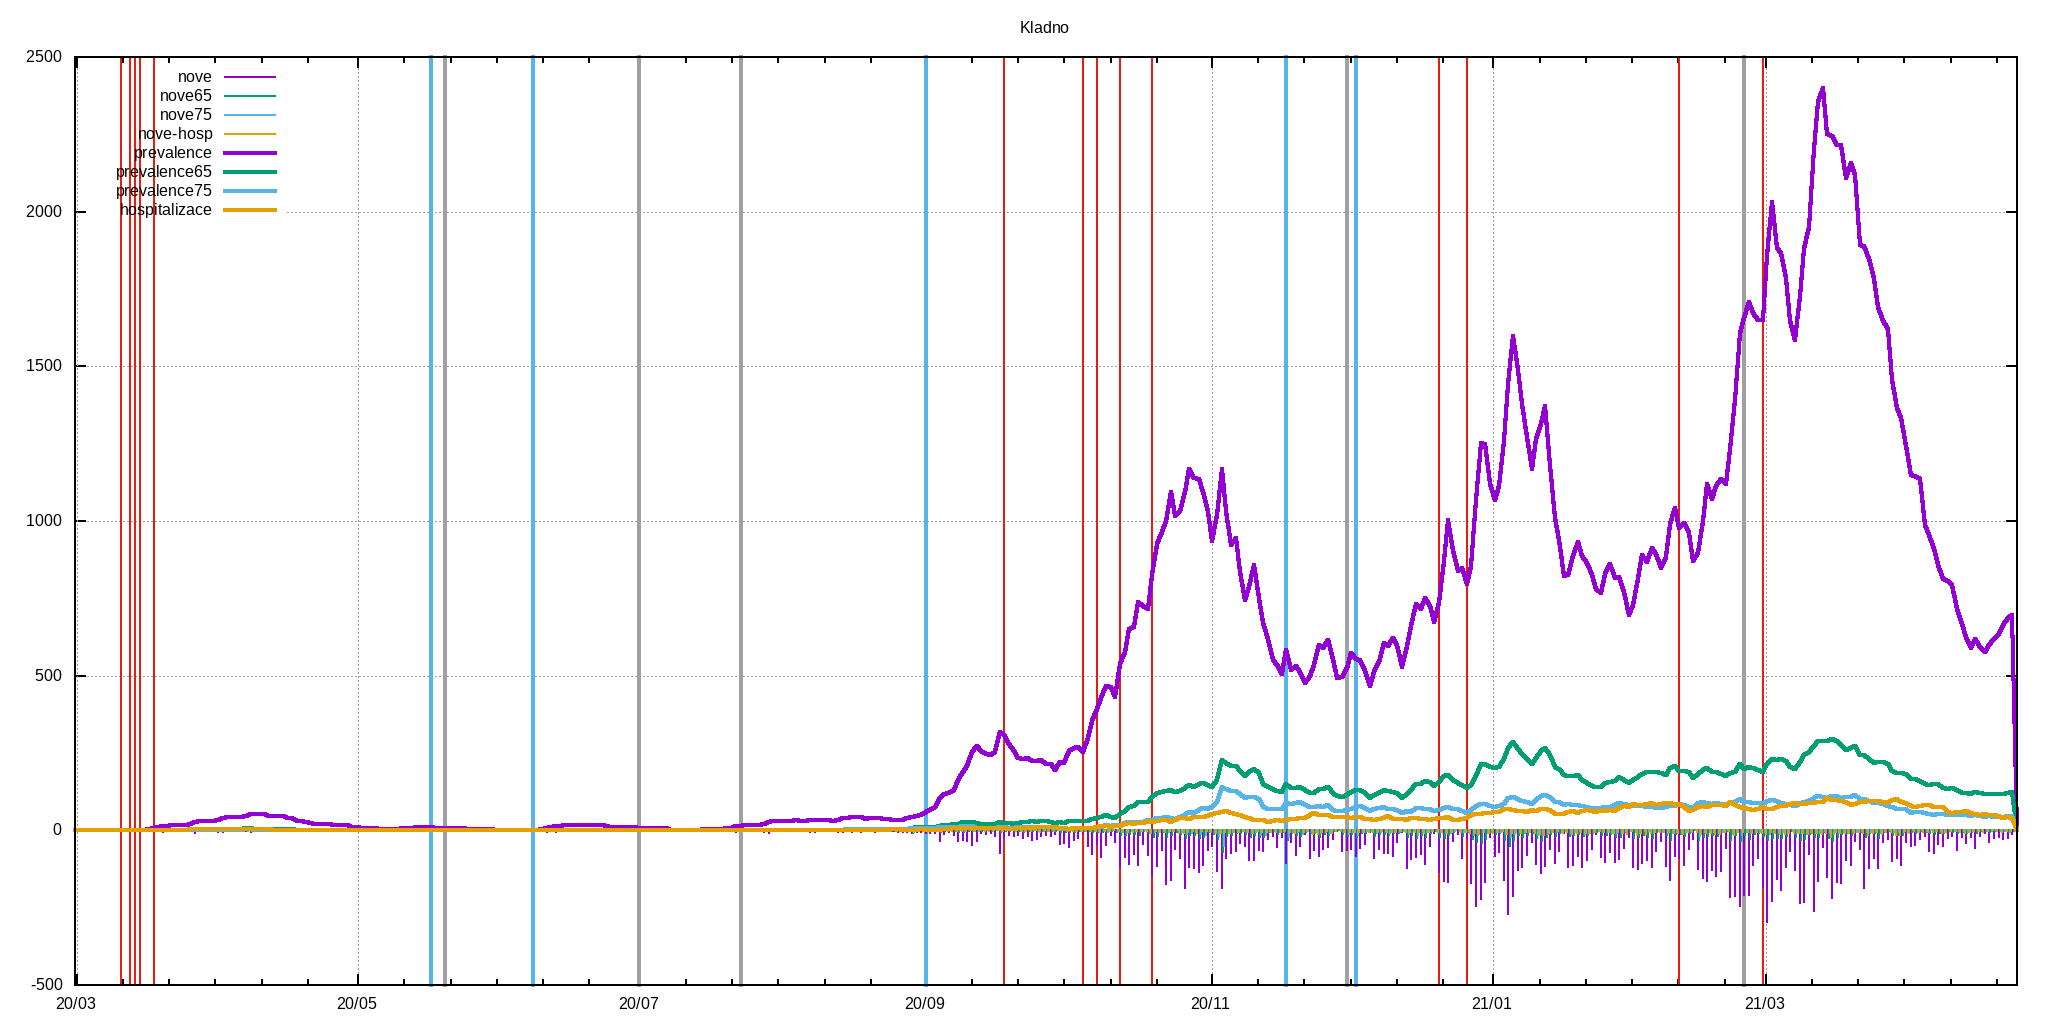 Kladno
2500
2000
1500
1000
500
0
-500
nove
nove65
nove75
nove-hosp
prevalence
prevalence65
prevalence75
hospitalizace
20/03 20/05 20/07 20/09 20/11 21/01 21/03